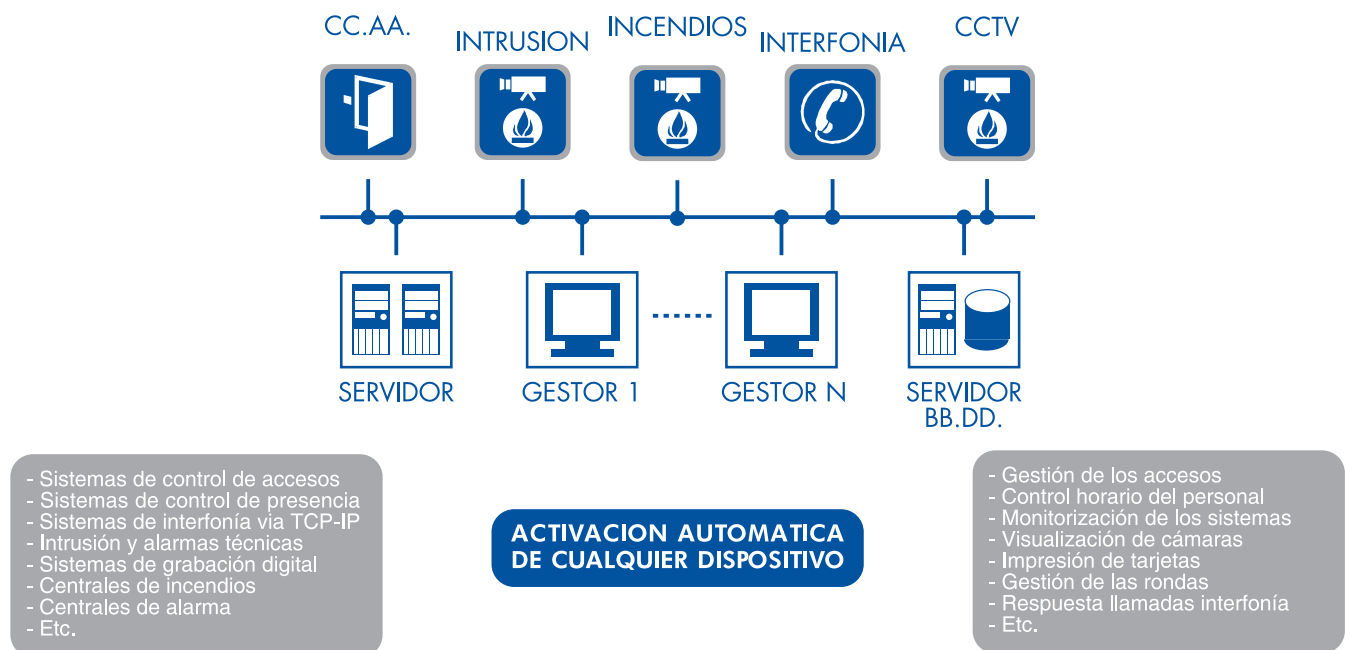 CC.AA.
INTRUSION
INCENDIOS
INTERFONIA
CCTV
SERVIDOR
GESTOR 1
GESTOR N
SERVIDOR
BB.DD.
- Sistemas de control de accesos
- Sistemas de control de presencia
- Sistemas de interfonía via TCP-IP
- Intrusión y alarmas técnicas
- Sistemas de grabación digital
- Centrales de incendios
- Centrales de alarma
- Etc.
ACTIVACION AUTOMATICA
DE CUALQUIER DISPOSITIVO
- Gestión de los accesos
- Control horario del personal
- Monitorización de los sistemas
- Visualización de cámaras
- Impresión de tarjetas
- Gestión de las rondas
- Respuesta llamadas interfonía
- Etc.